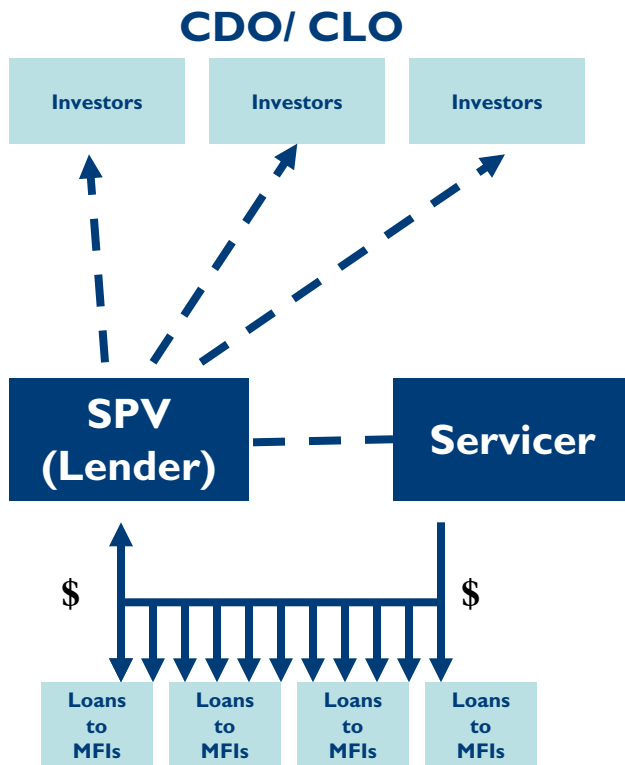 CDO/ CLO
Investors
Investors
Investors
SPV
(Lender)
Servicer
$
$
Loans
to
MFIs
Loans
to
MFIs
Loans
to
MFIs
Loans
to
MFIs